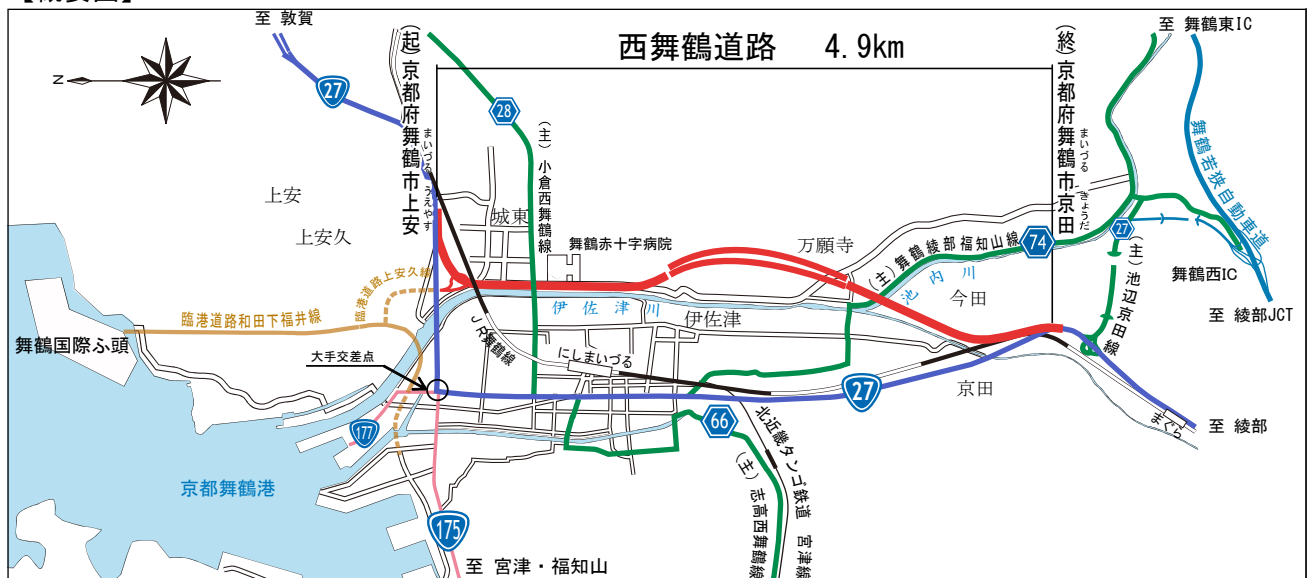 至 敦賀
西舞鶴道路 4.9km
至 舞鶴東IC
(起)京都府舞鶴市上安
まいづる うえやす
(終)京都府舞鶴市京田
まいづる きょうだ
N
27
28
(主)小倉西舞鶴線
舞鶴若狭自動車道
上安
上安久
城東
舞鶴赤十字病院
万願寺
(主)舞鶴綾部福知山線
74
27
(主)池辺京田線
舞鶴西IC
至 綾部JCT
臨港道路上安久線
臨港道路和田下福井線
伊佐津川
伊佐津
池内川
今田
舞鶴国際ふ頭
大手交差点
JR舞鶴線
にしまいづる
27
京田
まぐら
至 綾部
177
66
北近畿タンゴ鉄道 宮津線
(主)志高西舞鶴線
京都舞鶴港
175
至 宮津・福知山